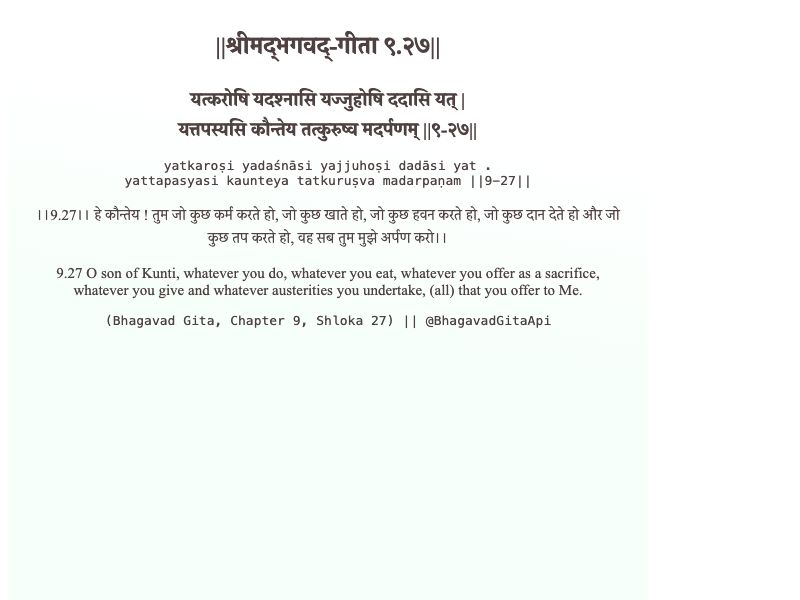 ||श्रीमद्‍भगवद्‍-गीता ९.२७||
यत्करोषि यदश्नासि यज्जुहोषि ददासि यत् |
यत्तपस्यसि कौन्तेय तत्कुरुष्व मदर्पणम् ||९-२७||
yatkaroṣi yadaśnāsi yajjuhoṣi dadāsi yat .
yattapasyasi kaunteya tatkuruṣva madarpaṇam ||9-27||
।।9.27।। हे कौन्तेय ! तुम जो कुछ कर्म करते हो, जो कुछ खाते हो, जो कुछ हवन करते हो, जो कुछ दान देते हो और जो
कुछ तप करते हो, वह सब तुम मुझे अर्पण करो।।
9.27 O son of Kunti, whatever you do, whatever you eat, whatever you offer as a sacrifice,
whatever you give and whatever austerities you undertake, (all) that you offer to Me.
(Bhagavad Gita, Chapter 9, Shloka 27) || @BhagavadGitaApi